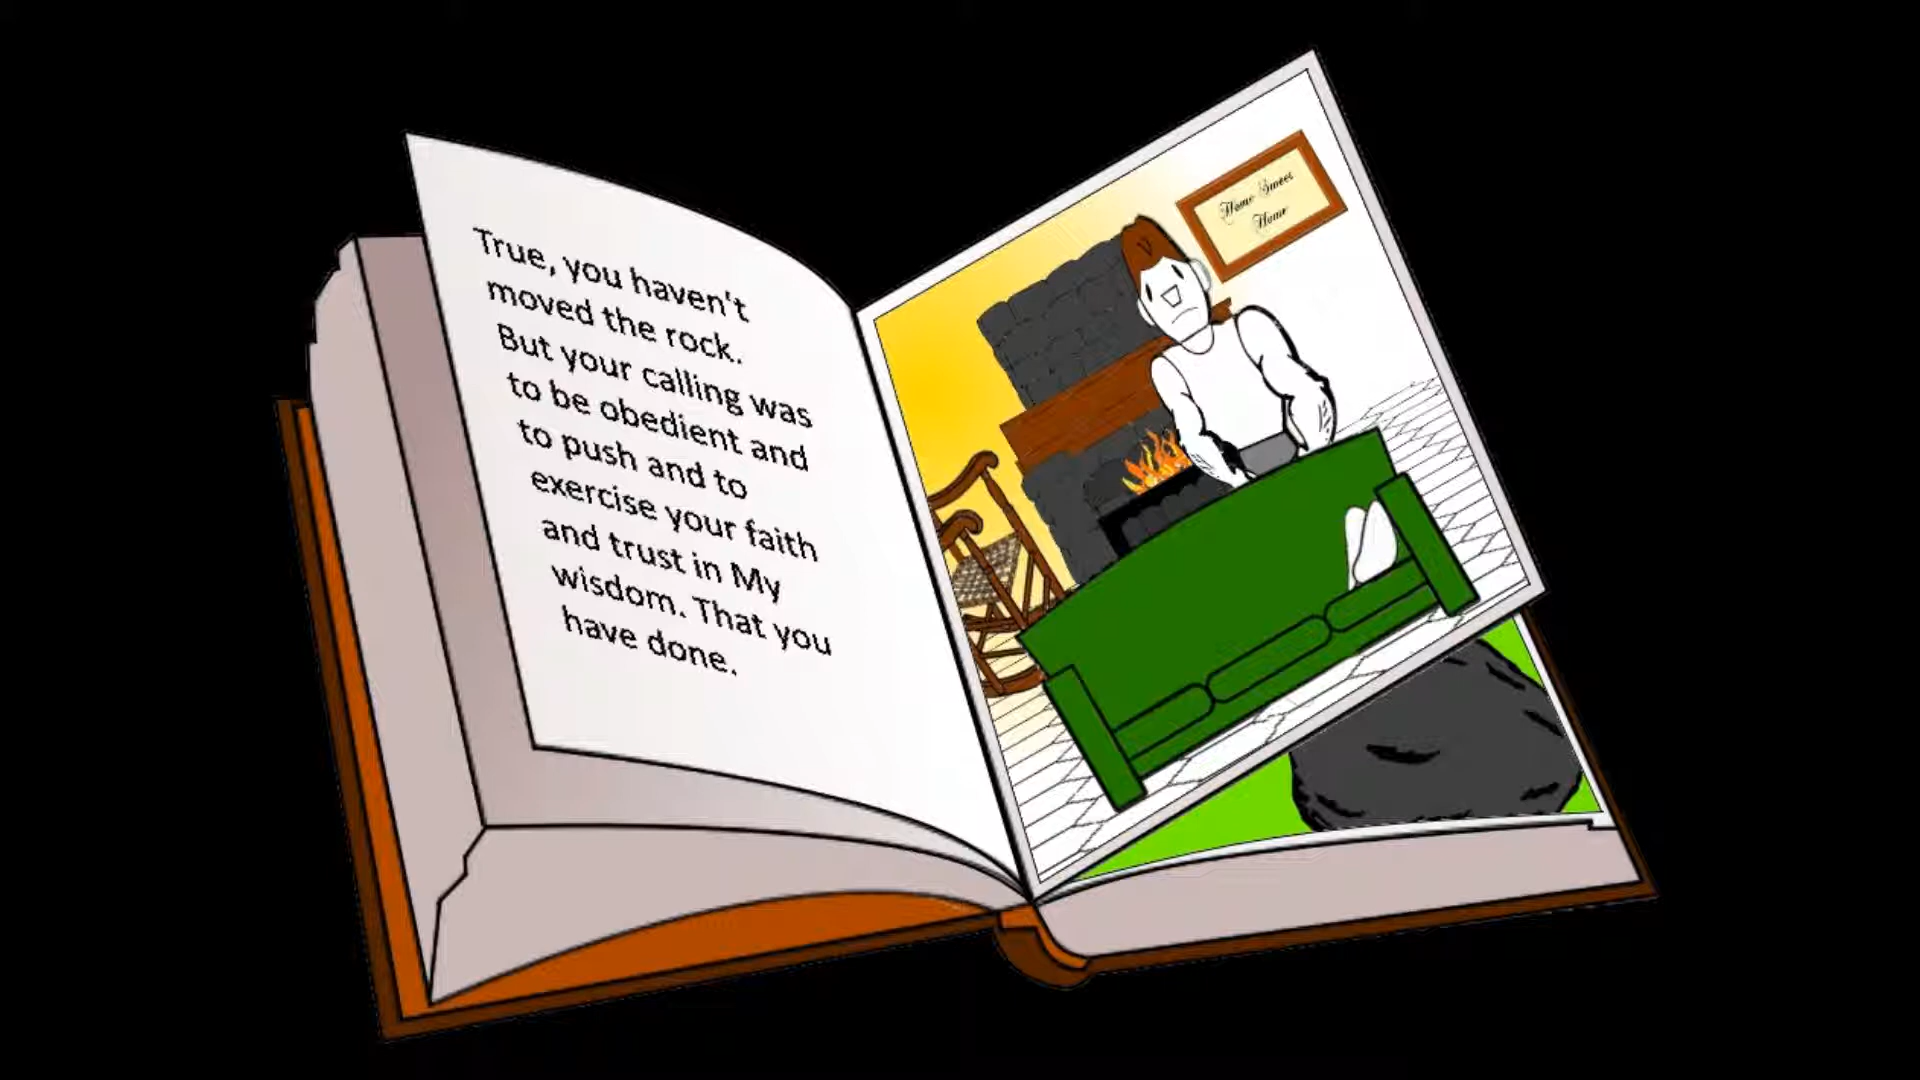 True, you haven't
moved the rock.
But your calling was
to be obedient and
to push and to
exercise your faith
and trust in My
wisdom. That you
have done.
Home Sweet
Home